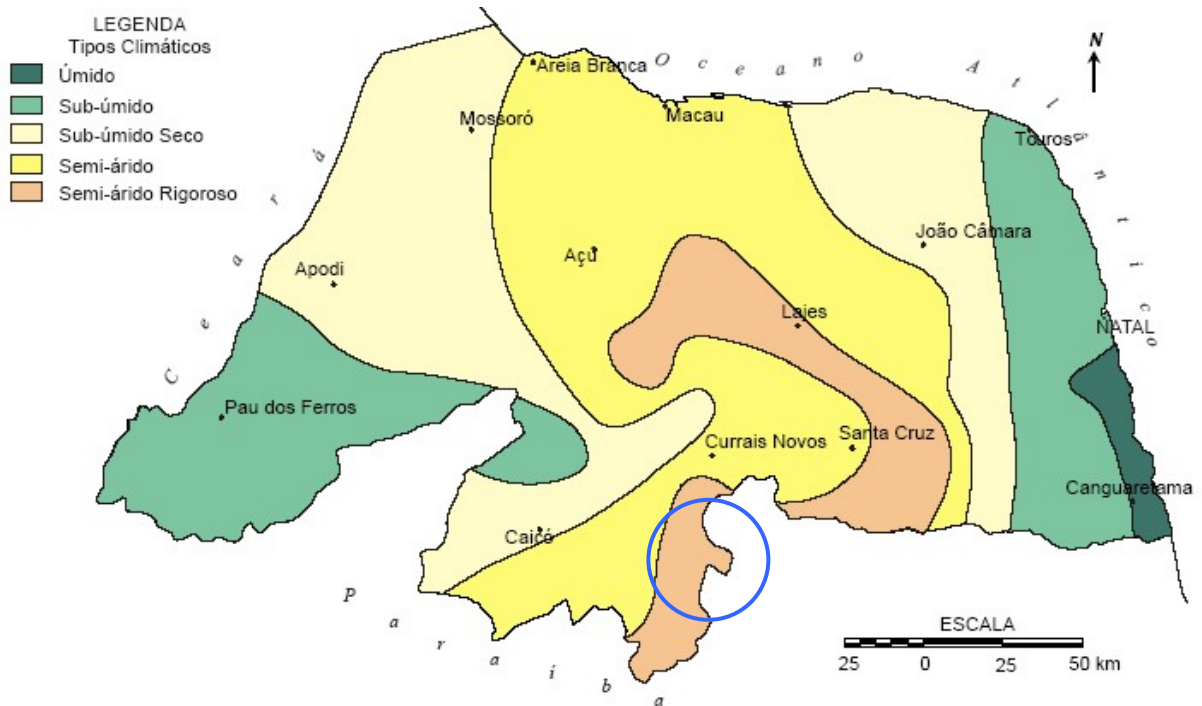 LEGENDA
Tipos Climáticos
Úmido
Sub-úmido
Sub-úmido Seco
Semi-árido
Semi-árido Rigoroso
Oceano Atlântico
N
Areia Branca
Macau
Mossoró
Touros
Ceará
João Câmara
Açu
Apodi
Lajes
NATAL
Pau dos Ferros
Currais Novos
Santa Cruz
Canguaretama
Caicó
Paraíba
ESCALA
25 0 25 50 km